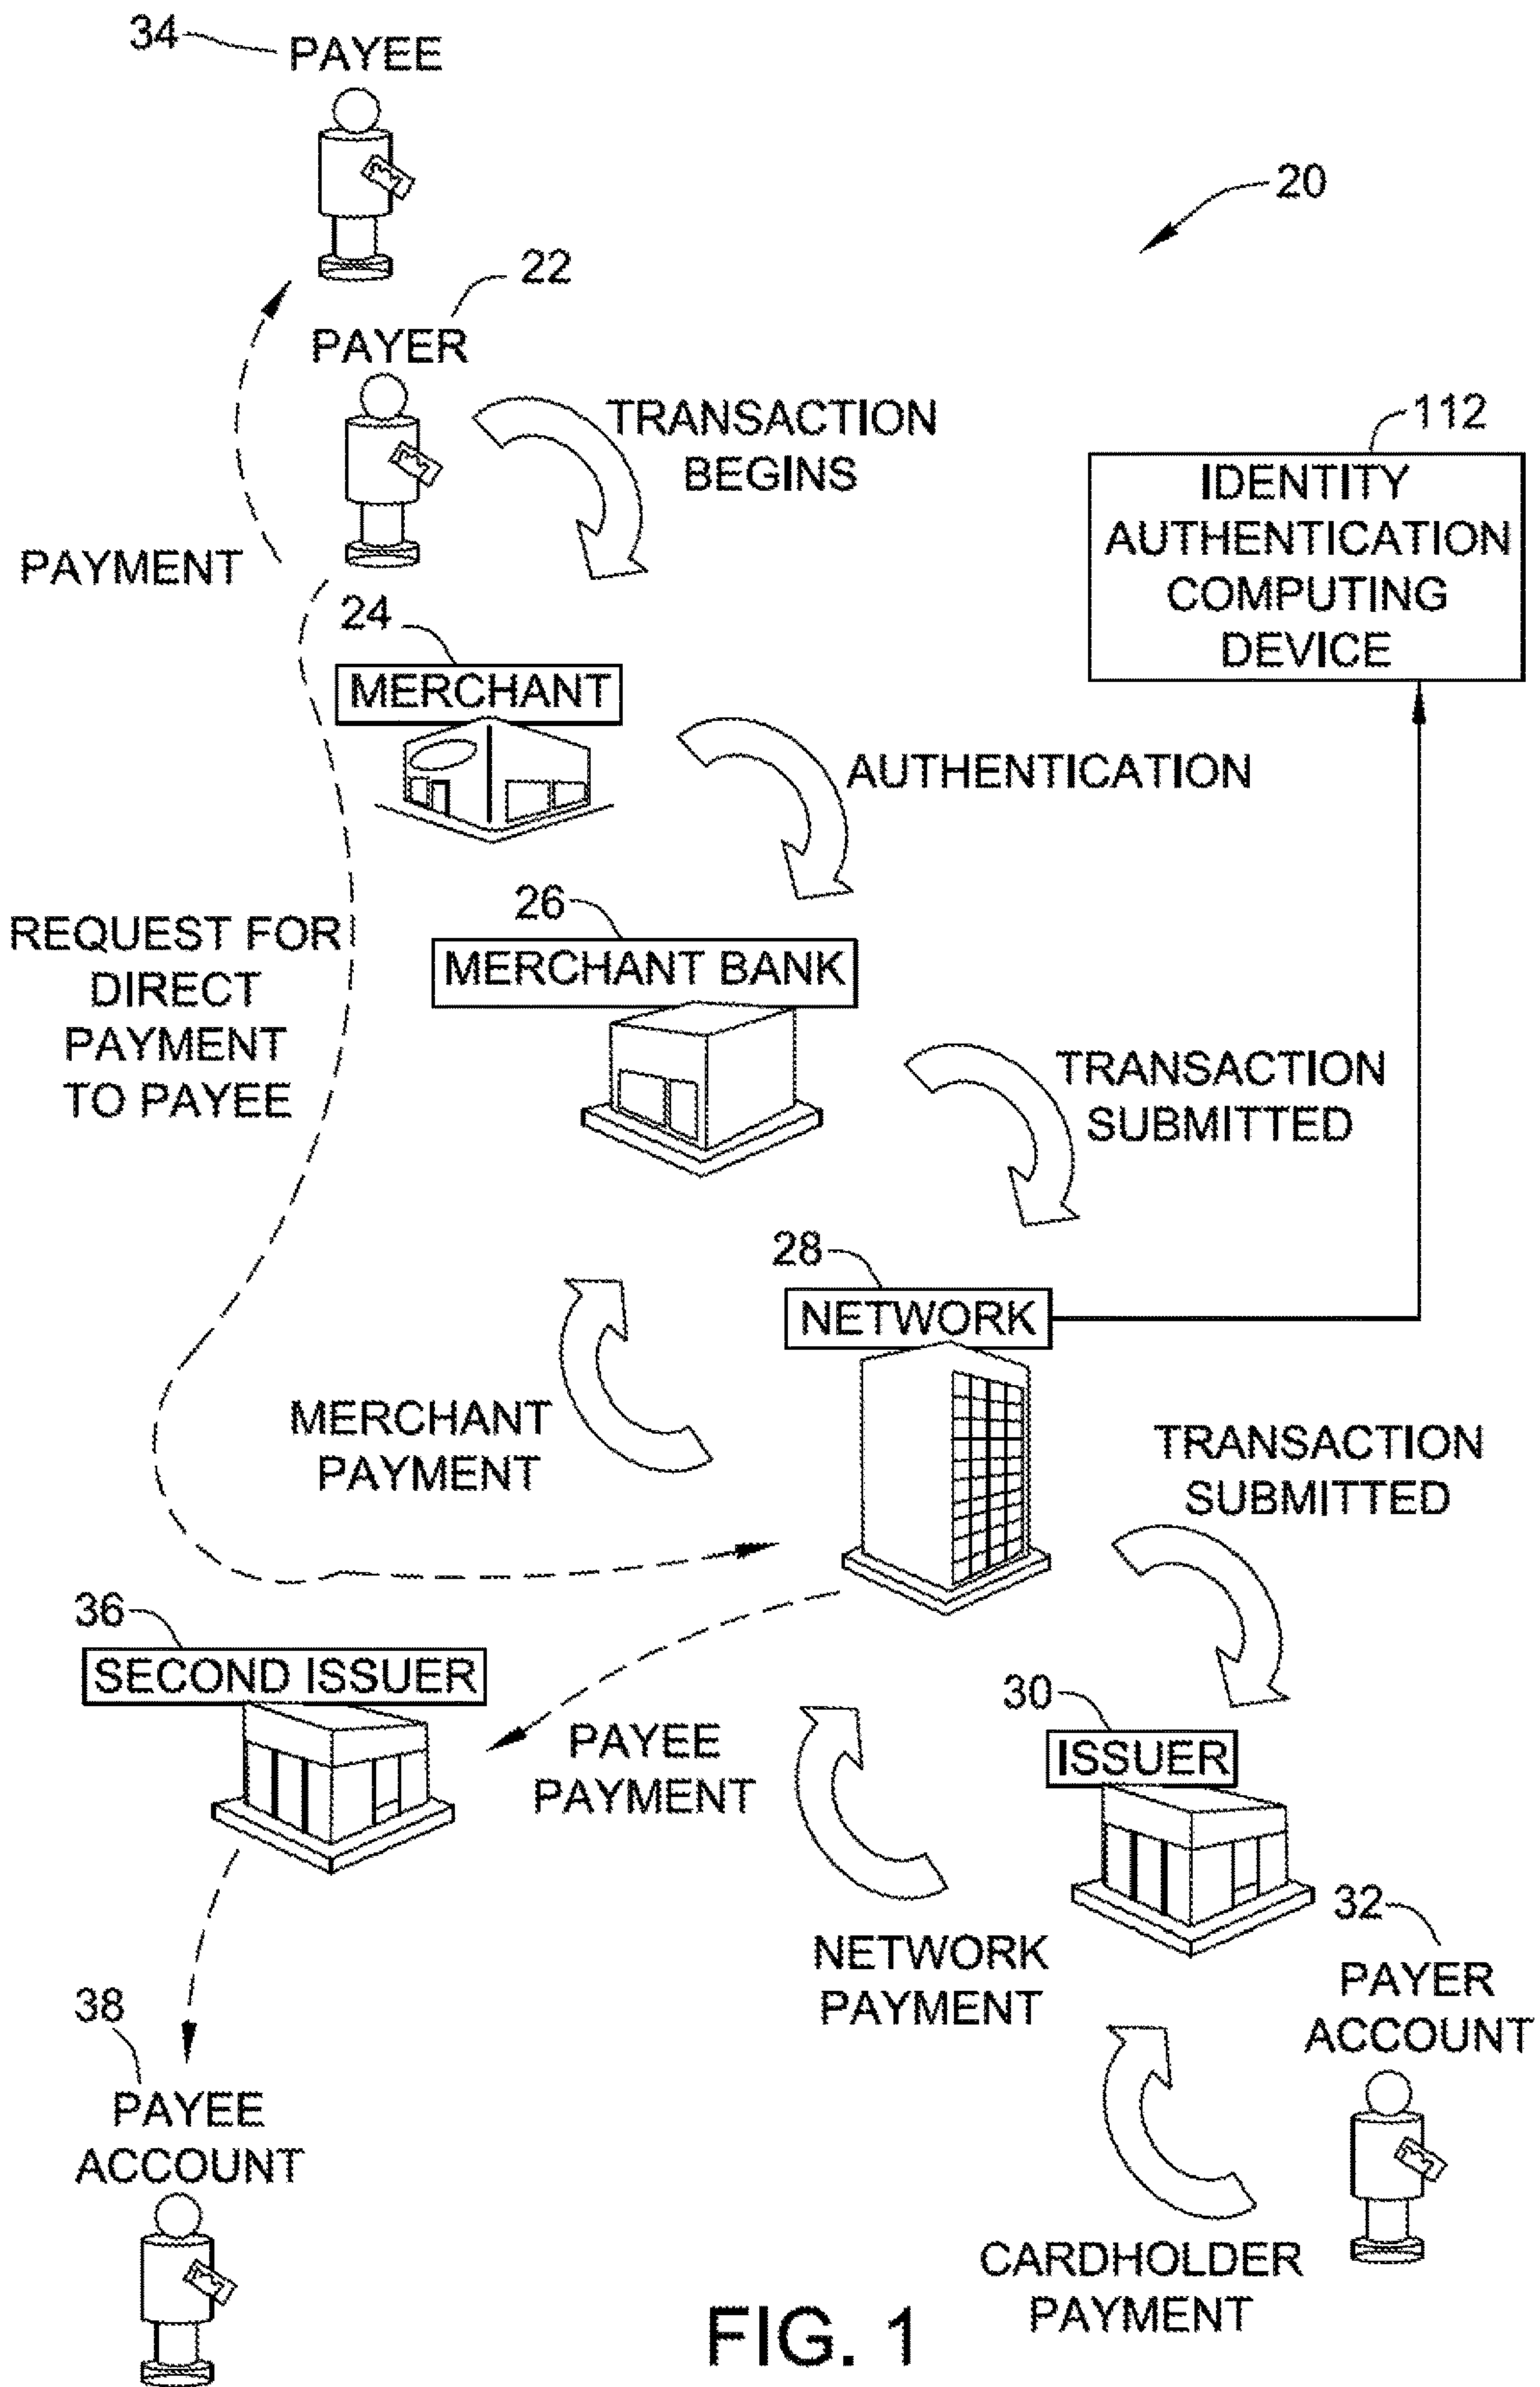 34
PAYEE
20
22
PAYER
TRANSACTION
BEGINS
112
IDENTITY
AUTHENTICATION
COMPUTING
DEVICE
PAYMENT
24
MERCHANT
AUTHENTICATION
26
MERCHANT BANK
REQUEST FOR
DIRECT
PAYMENT
TO PAYEE
TRANSACTION
SUBMITTED
28
NETWORK
MERCHANT
PAYMENT
TRANSACTION
SUBMITTED
36
SECOND ISSUER
PAYEE
PAYMENT
30
ISSUER
32
PAYER
ACCOUNT
NETWORK
PAYMENT
38
PAYEE
ACCOUNT
CARDHOLDER
PAYMENT
FIG. 1